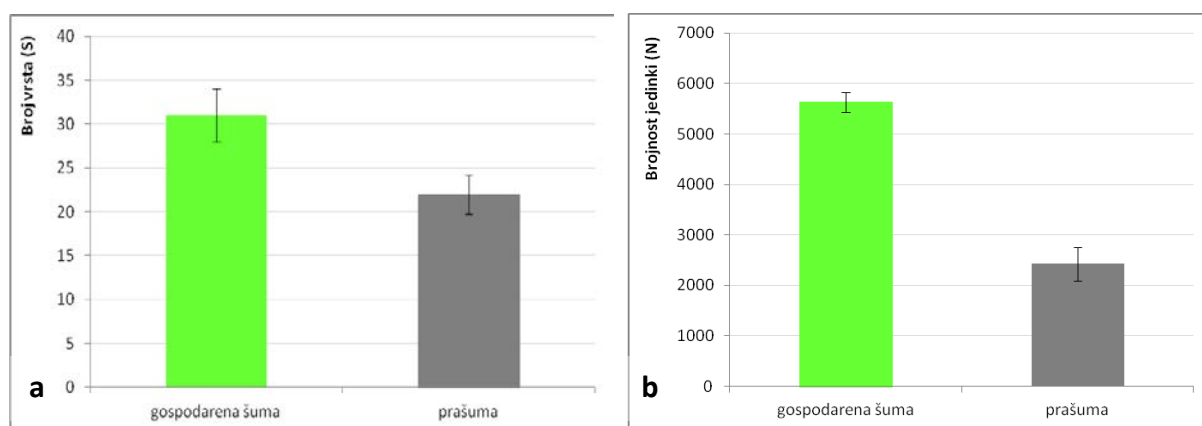 Broj vrsta (S)
40
35
30
25
20
15
10
5
0
gospodarena šuma
prašuma
a
Brojnost jedinki (N)
7000
6000
5000
4000
3000
2000
1000
0
gospodarena šuma
prašuma
b